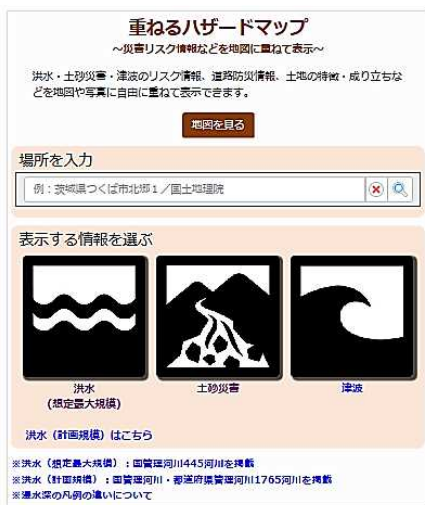 重ねるハザードマップ
～災害リスク情報などを地図に重ねて表示～
洪水・土砂災害・津波のリスク情報、道路防災情報、土地の特徴・成り立ちな
どを地図や写真に自由に重ねて表示できます。
地図を見る
場所を入力
例：茨城県つくば市北郷１／国土地理院
表示する情報を選ぶ
洪水
(想定最大規模)
土砂災害
津波
洪水（計画規模）はこちら
※洪水（想定最大規模）：国管理河川445河川を掲載
※洪水（計画規模）：国管理河川・都道府県管理河川1765河川を掲載
※浸水深の凡例の違いについて